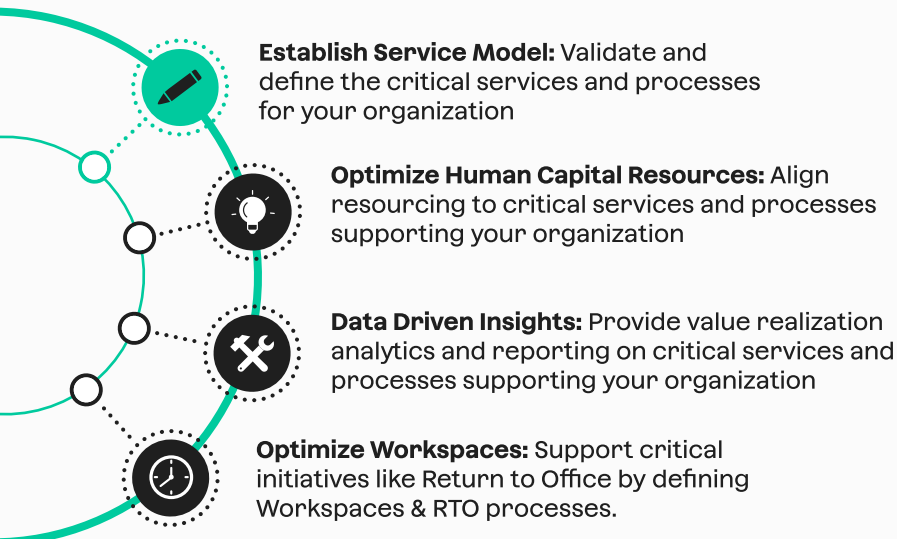 Establish Service Model: Validate and
define the critical services and processes
for your organization
Optimize Human Capital Resources: Align
resourcing to critical services and processes
supporting your organization
Data Driven Insights: Provide value realization
analytics and reporting on critical services and
processes supporting your organization
Optimize Workspaces: Support critical
initiatives like Return to Office by defining
Workspaces & RTO processes.